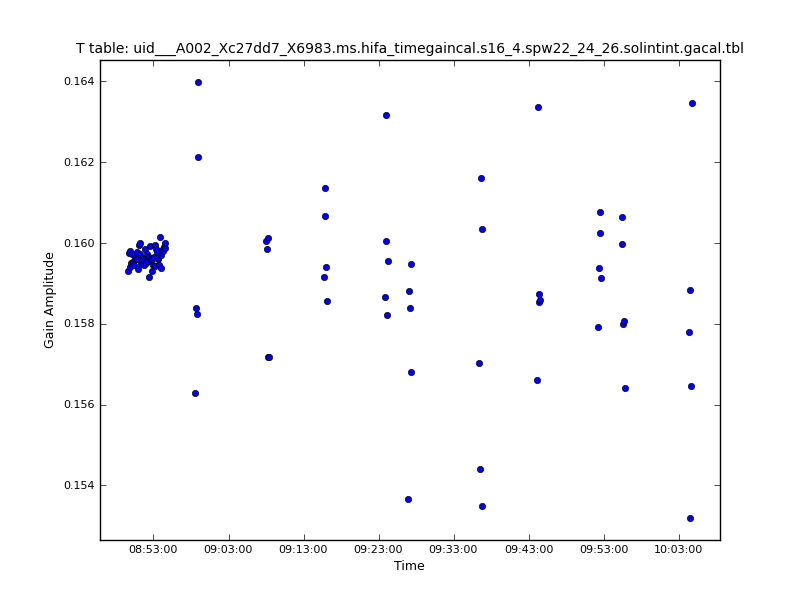 T table: uid___A002_Xc27dd7_X6983.ms.hifa_timegaincal.s16_4.spw22_24_26.solintint.gacal.tbl
0.164
0.162
0.160
0.158
0.156
0.154
Gain Amplitude
08:53:00 09:03:00 09:13:00 09:23:00 09:33:00 09:43:00 09:53:00 10:03:00
Time